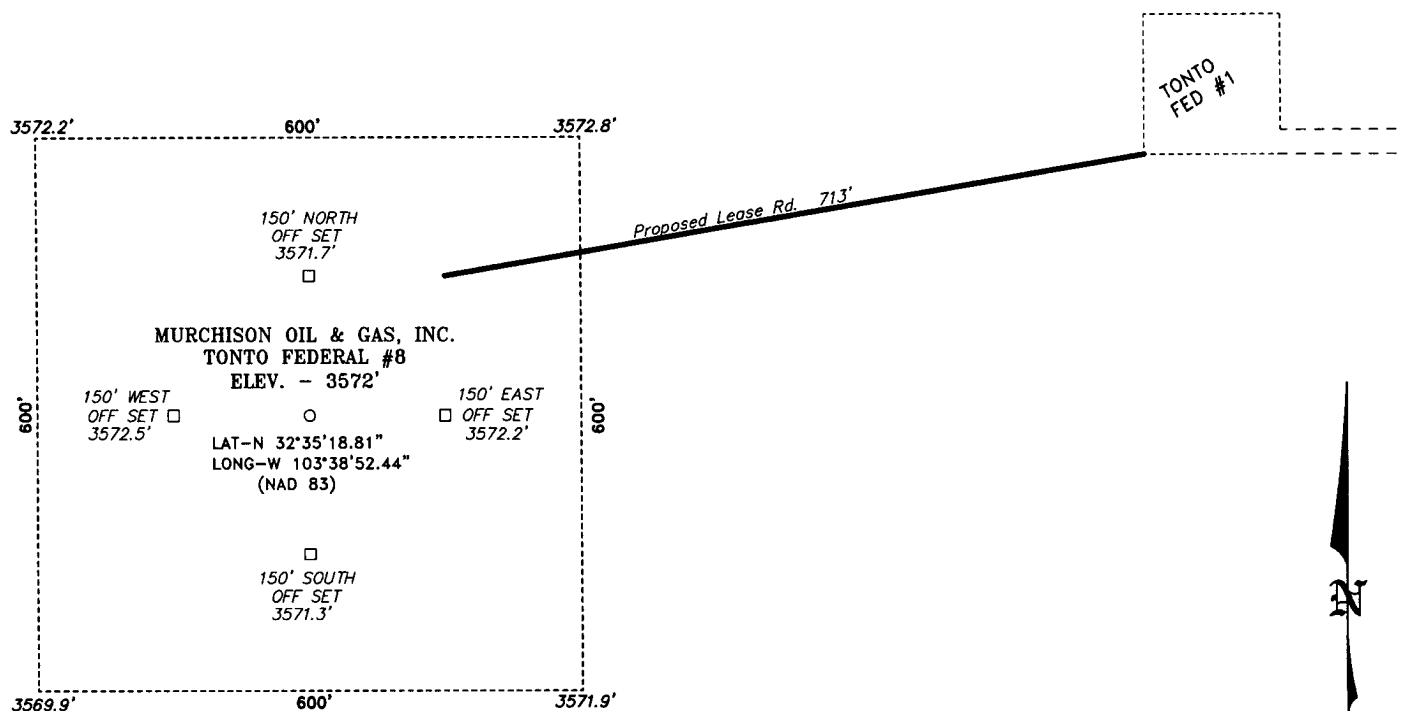 TONTO
FED #1
3572.2'
600'
3572.8'
Proposed Lease Rd. 713'
150' NORTH
OFF SET
3571.7'
MURCHISON OIL & GAS, INC.
TONTO FEDERAL #8
ELEV. - 3572'
600'
150' WEST
OFF SET
3572.5'
150' EAST
OFF SET
3572.2'
600'
LAT-N 32°35'18.81"
LONG-W 103°38'52.44"
(NAD 83)
150' SOUTH
OFF SET
3571.3'
N
3569.9'
600'
3571.9'